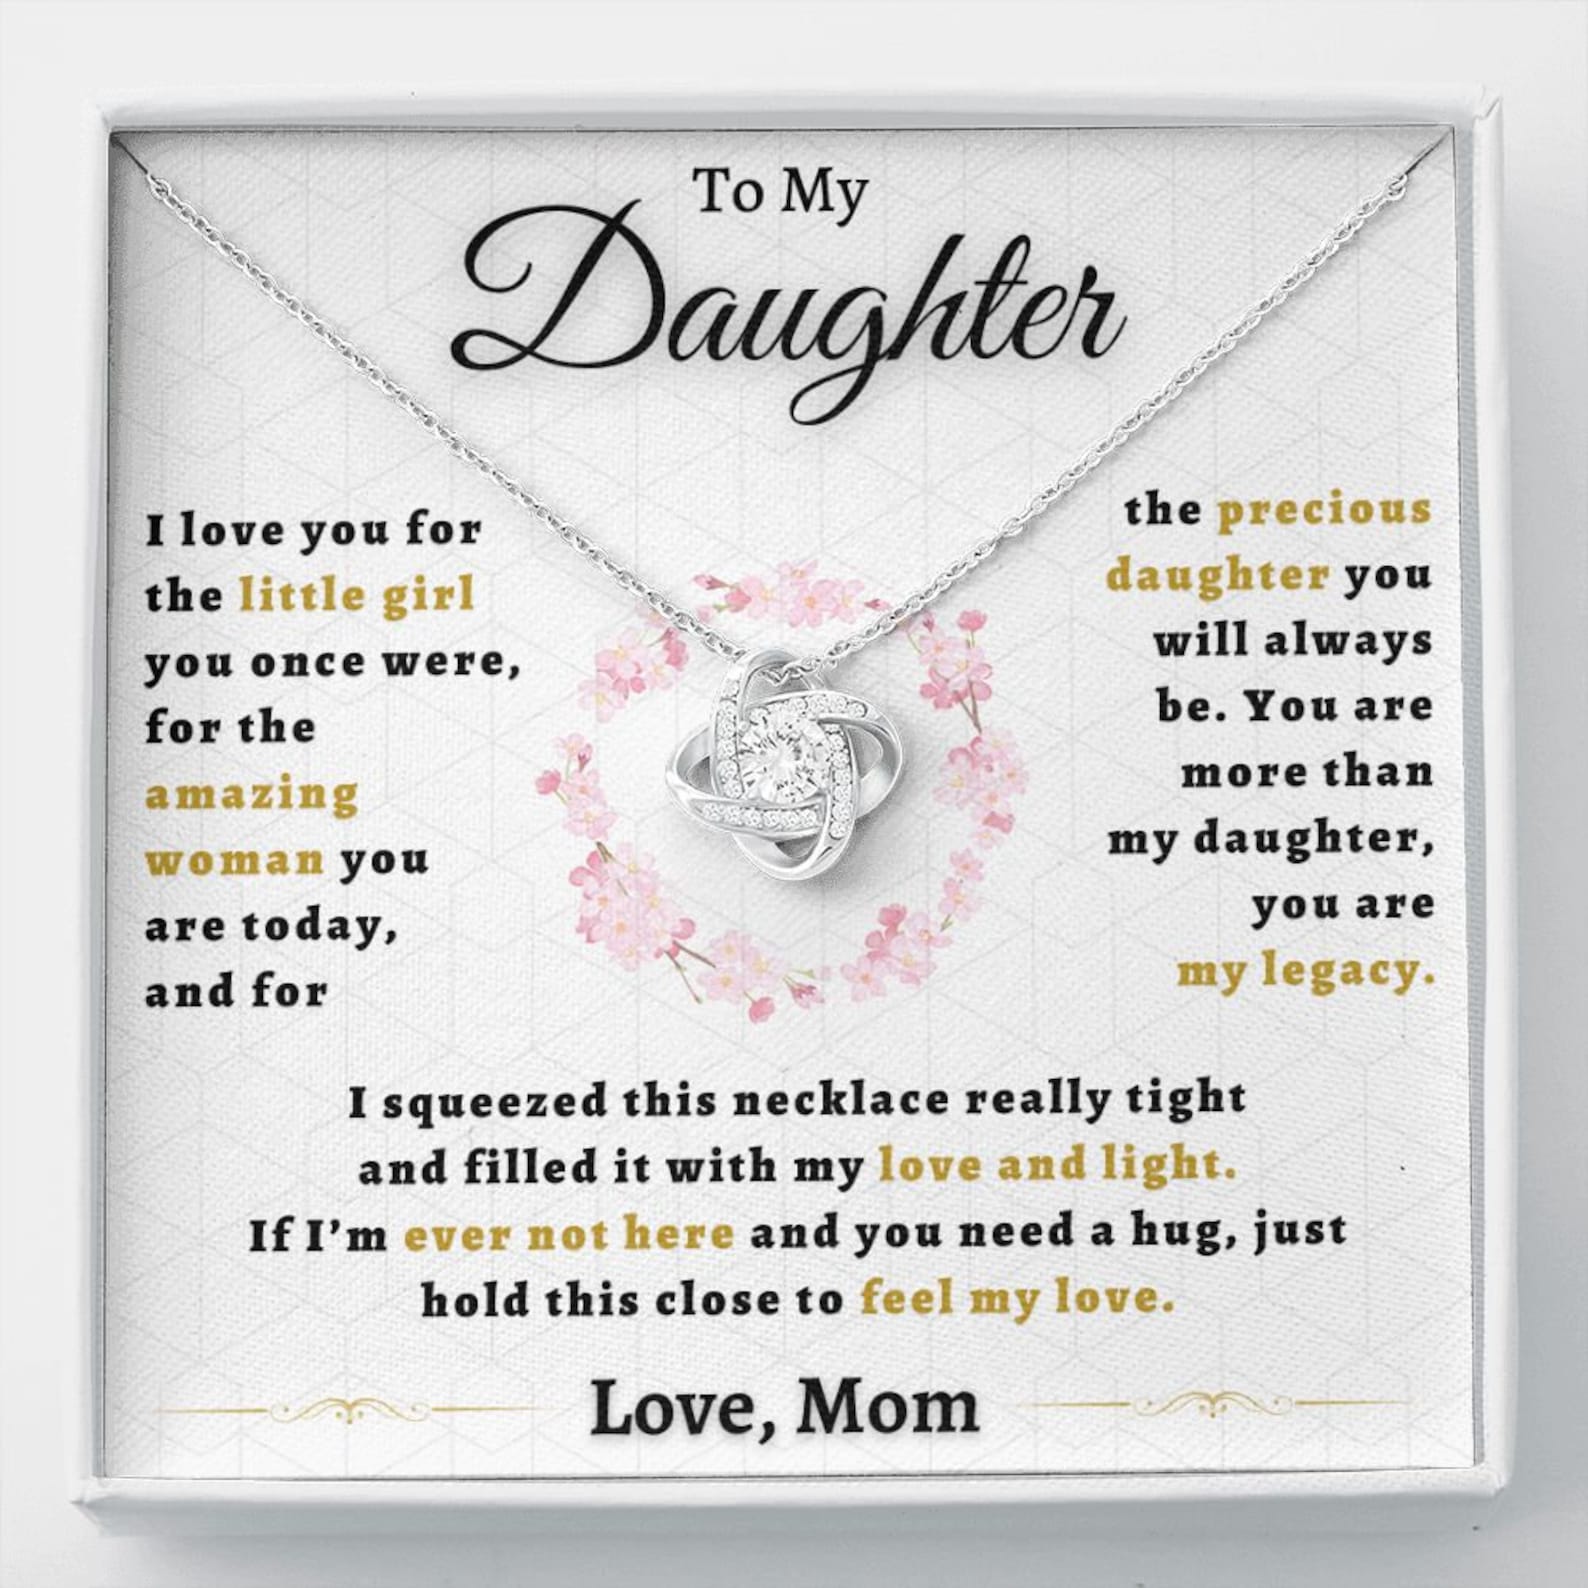 To My
Daughter
I love you for
the little girl
you once were,
for the
amazing
woman you
are today,
and for
the precious
daughter you
will always
be. You are
more than
my daughter,
you are
my legacy.
I squeezed this necklace really tight
and filled it with my love and light.
If I'm ever not here and you need a hug, just
hold this close to feel my love.
Love, Mom